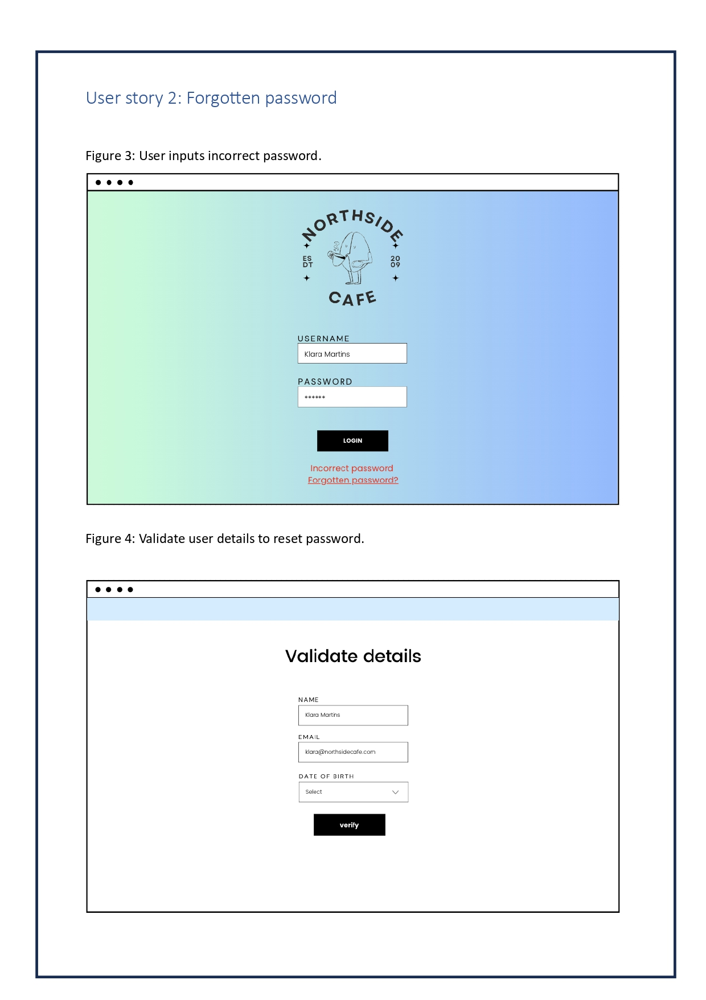 User story 2: Forgotten password
Figure 3: User inputs incorrect password.
NORTHSIDE
ES
DT
20
09
CAFE
USERNAME
Klara Martins
PASSWORD
******
LOGIN
Incorrect password
Forgotten password?
Figure 4: Validate user details to reset password.
Validate details
NAME
Klara Martins
EMAIL
klara@northsidecafe.com
DATE OF BIRTH
Select
verify